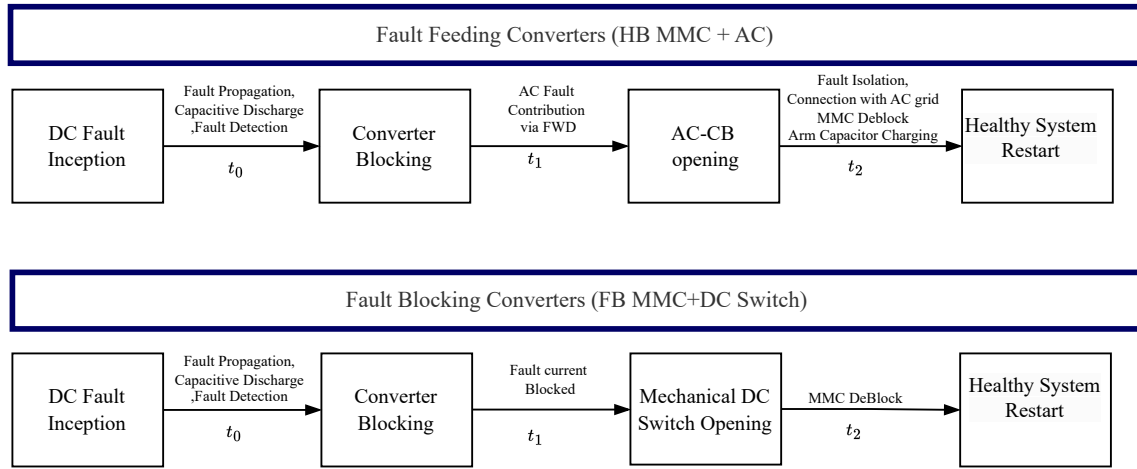 Fault Feeding Converters (HB MMC + AC)
DC Fault
Inception
Fault Propagation,
Capacitive Discharge
,Fault Detection
t0
Converter
Blocking
AC Fault
Contribution
via FWD
t1
AC-CB
opening
Fault Isolation,
Connection with AC grid
MMC Deblock
Arm Capacitor Charging
t2
Healthy System
Restart
Fault Blocking Converters (FB MMC+DC Switch)
DC Fault
Inception
Fault Propagation,
Capacitive Discharge
,Fault Detection
t0
Converter
Blocking
Fault current
Blocked
t1
Mechanical DC
Switch Opening
MMC DeBlock
t2
Healthy System
Restart